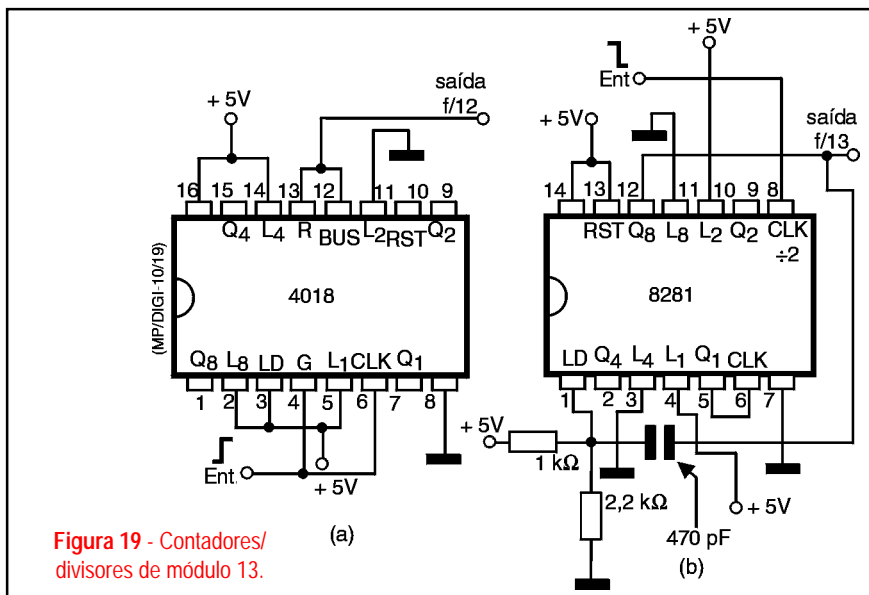 + 5V
saída
f/12
16 15 14 13 12 11 10 9
Q4 L4 R BUS L2 RST Q2
(MP/DIGI-10/19)
4018
Q8 L8 LD G L1 CLK Q1
1 2 3 4 5 6 7 8
Ent.
+ 5V
(a)
+ 5V
Ent
+ 5V
saída
f/13
14 13 12 11 10 9 8
RST Q8 L8 L2 Q2 CLK
÷2
8281
LD Q4 L4 L1 Q1 CLK
1 2 3 4 5 6 7
+ 5V
1 kΩ
2,2 kΩ
+ 5V
470 pF
(b)
Figura 19 - Contadores/
divisores de módulo 13.